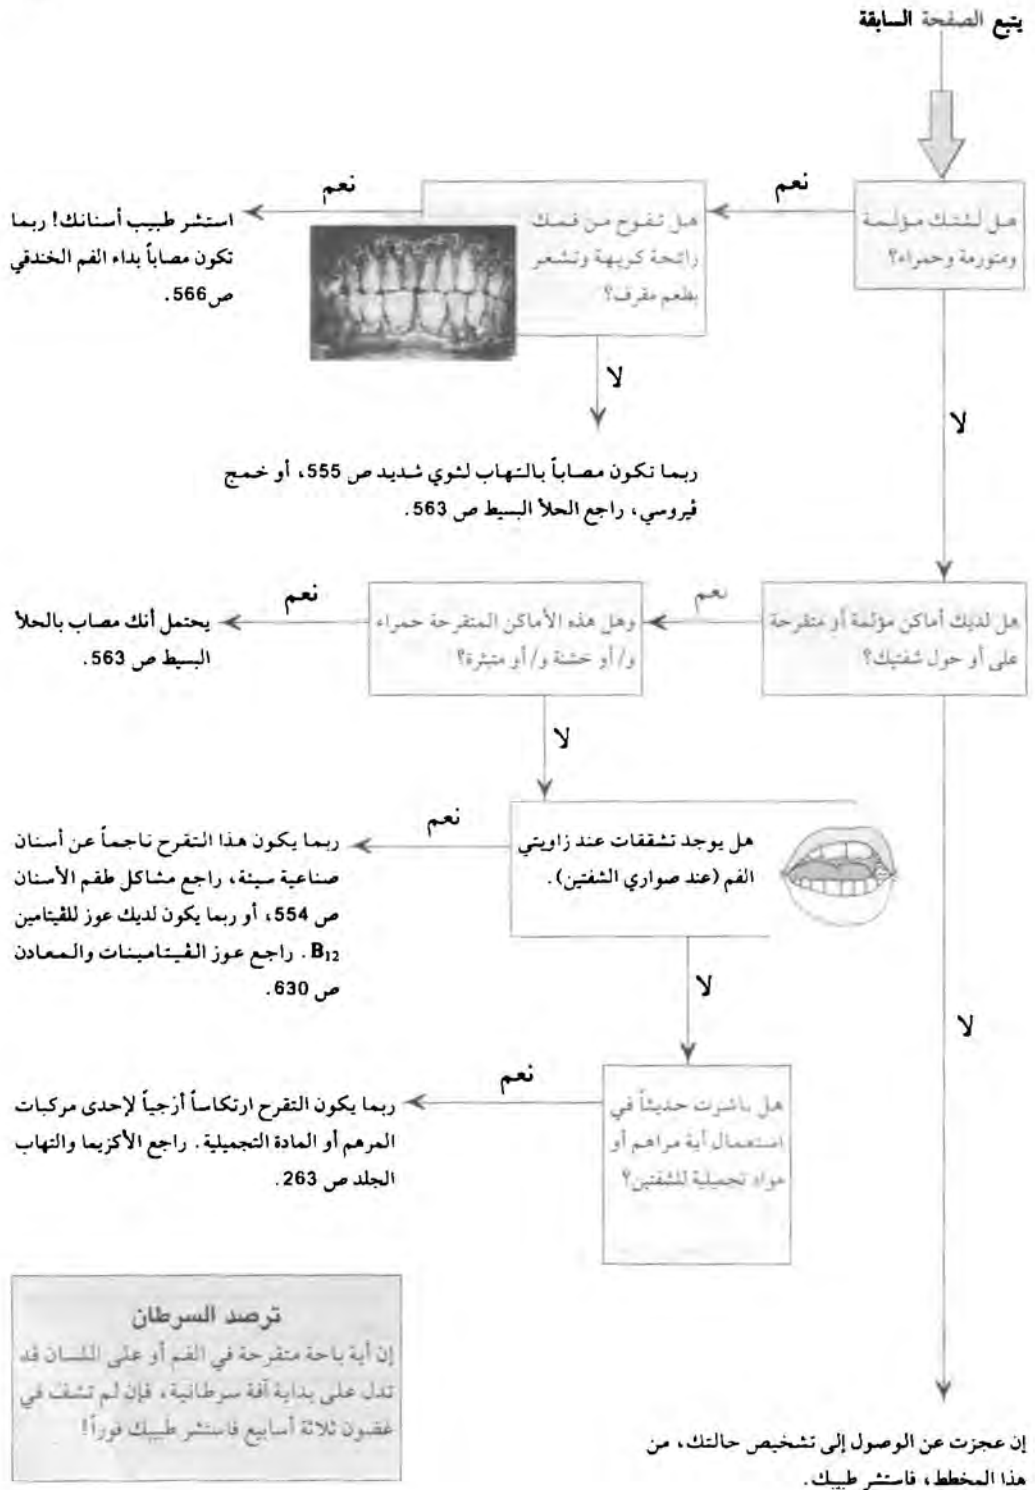 يتبع الصفحة السابقة
هل لثتك مؤلمة
ومتورمة وحمراء؟
نعم
هل تفوح من فمك
رائحة كريهة وتشعر
بطعم مقرف؟
نعم
استشر طبيب أسنانك! ربما
تكون مصاباً بداء الفم الخندقي
ص 566.
لا
ربما تكون مصاباً بالتهاب لثوي شديد ص 555، أو خمج
ڤيروسي، راجع الحلأ البسيط ص 563.
لا
هل لديك أماكن مؤلمة أو متقرحة
على أو حول شفتيك؟
نعم
وهل هذه الأماكن المتقرحة حمراء
و/ أو خشنة و/ أو متبثرة؟
نعم
يحتمل أنك مصاب بالحلأ
البسيط ص 563.
لا
هل يوجد تشققات عند زاويتي
الفم (عند صواري الشفتين).
نعم
ربما يكون هذا التقرح ناجماً عن أسنان
صناعية سيئة، راجع مشاكل طقم الأسنان
ص 554، أو ربما يكون لديك عوز للڤيتامين
B12. راجع عوز الڤيتامينات والمعادن
ص 630.
لا
هل باشرت حديثاً في
استعمال أية مراهم أو
مواد تجميلية للشفتين؟
نعم
ربما يكون التقرح ارتكاساً أرجياً لإحدى مركبات
المرهم أو المادة التجميلية. راجع الأكزيما والتهاب
الجلد ص 263.
لا
ترصد السرطان
إن أية باحة متقرحة في الفم أو على اللسان قد
تدل على بداية آفة سرطانية، فإن لم تشف في
غضون ثلاثة أسابيع فاستشر طبيبك فوراً!
إن عجزت عن الوصول إلى تشخيص حالتك، من
هذا المخطط، فاستشر طبيبك.